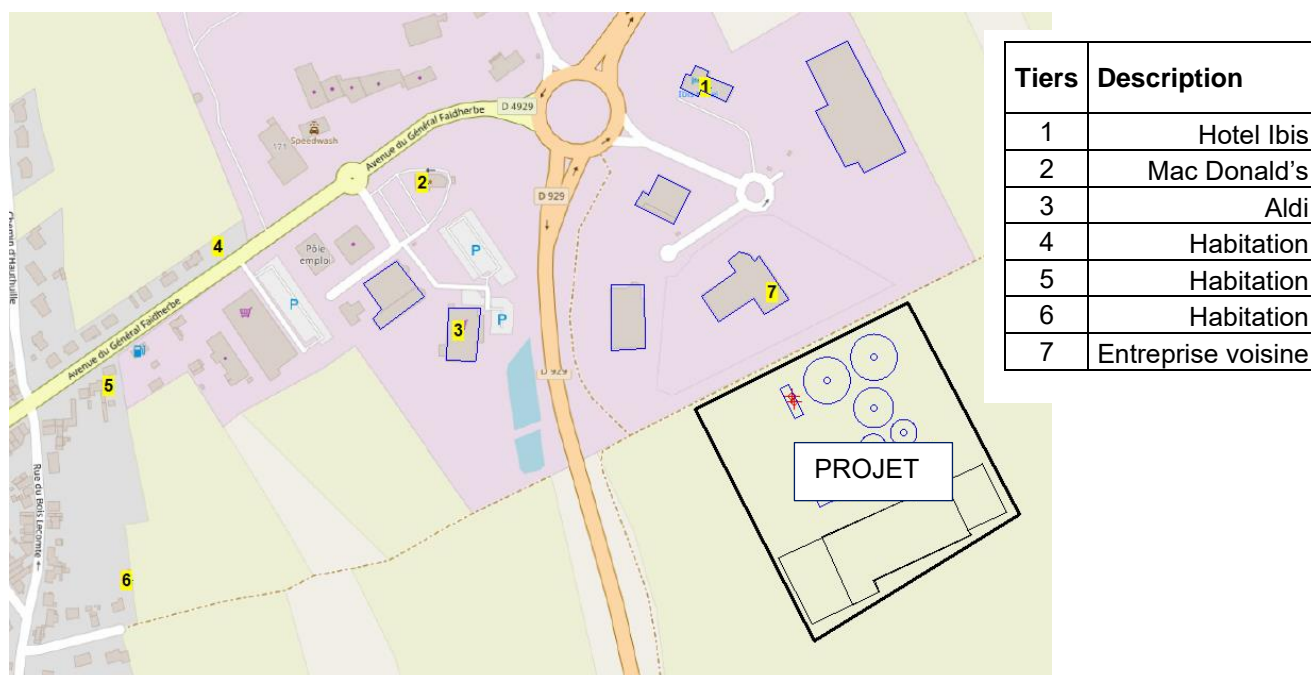 D 4929
Avenue du Général Faidherbe
171
Speedwash
D 929
D 929
Pôle
emploi
P
P
P
Avenue du Général Faidherbe
Chemin d'Authuille
Rue du Bois Lecomte
1
2
3
4
5
6
7
PROJET
Tiers Description
1 Hotel Ibis
2 Mac Donald’s
3 Aldi
4 Habitation
5 Habitation
6 Habitation
7 Entreprise voisine